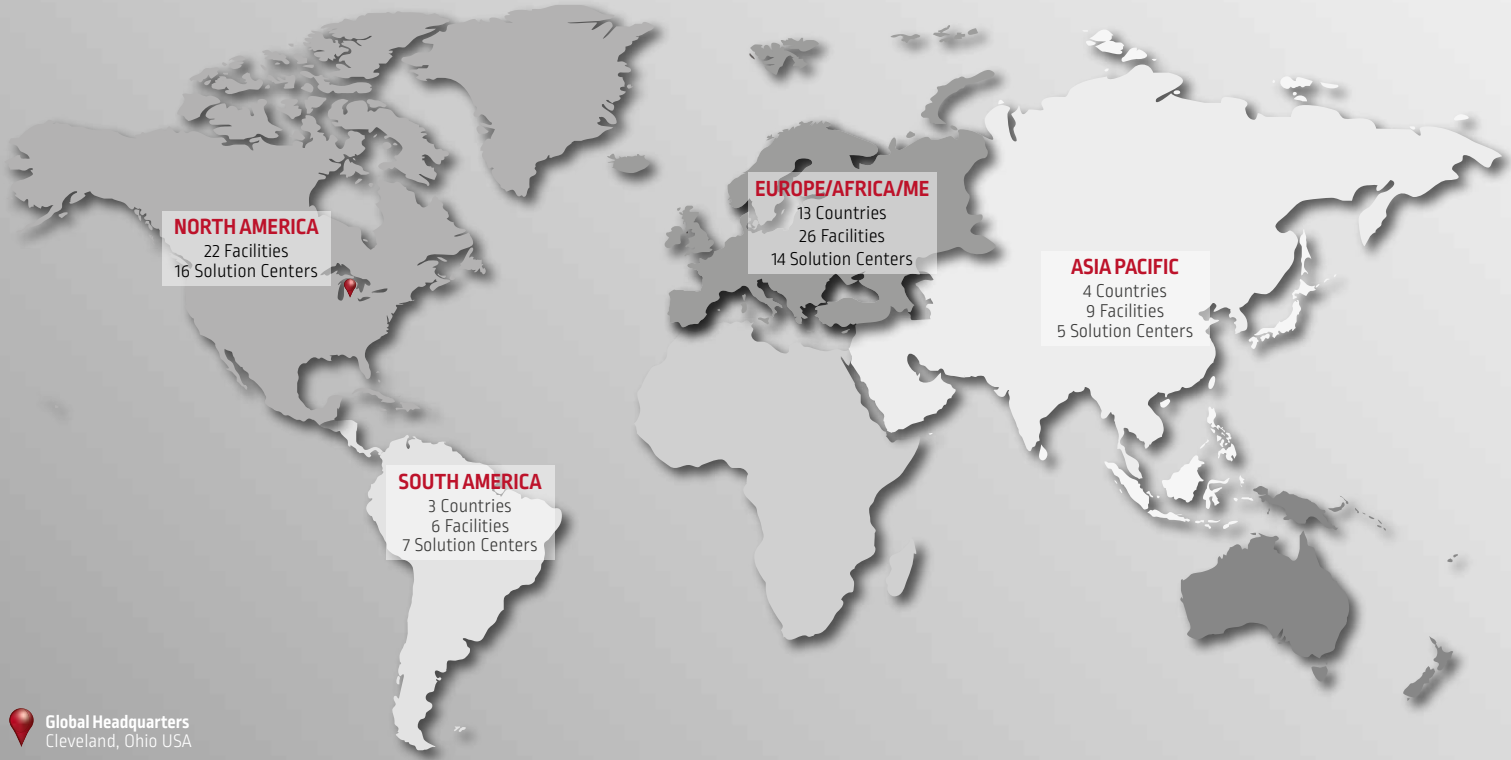 NORTH AMERICA
22 Facilities
16 Solution Centers
EUROPE/AFRICA/ME
13 Countries
26 Facilities
14 Solution Centers
ASIA PACIFIC
4 Countries
9 Facilities
5 Solution Centers
SOUTH AMERICA
3 Countries
6 Facilities
7 Solution Centers
Global Headquarters
Cleveland, Ohio USA